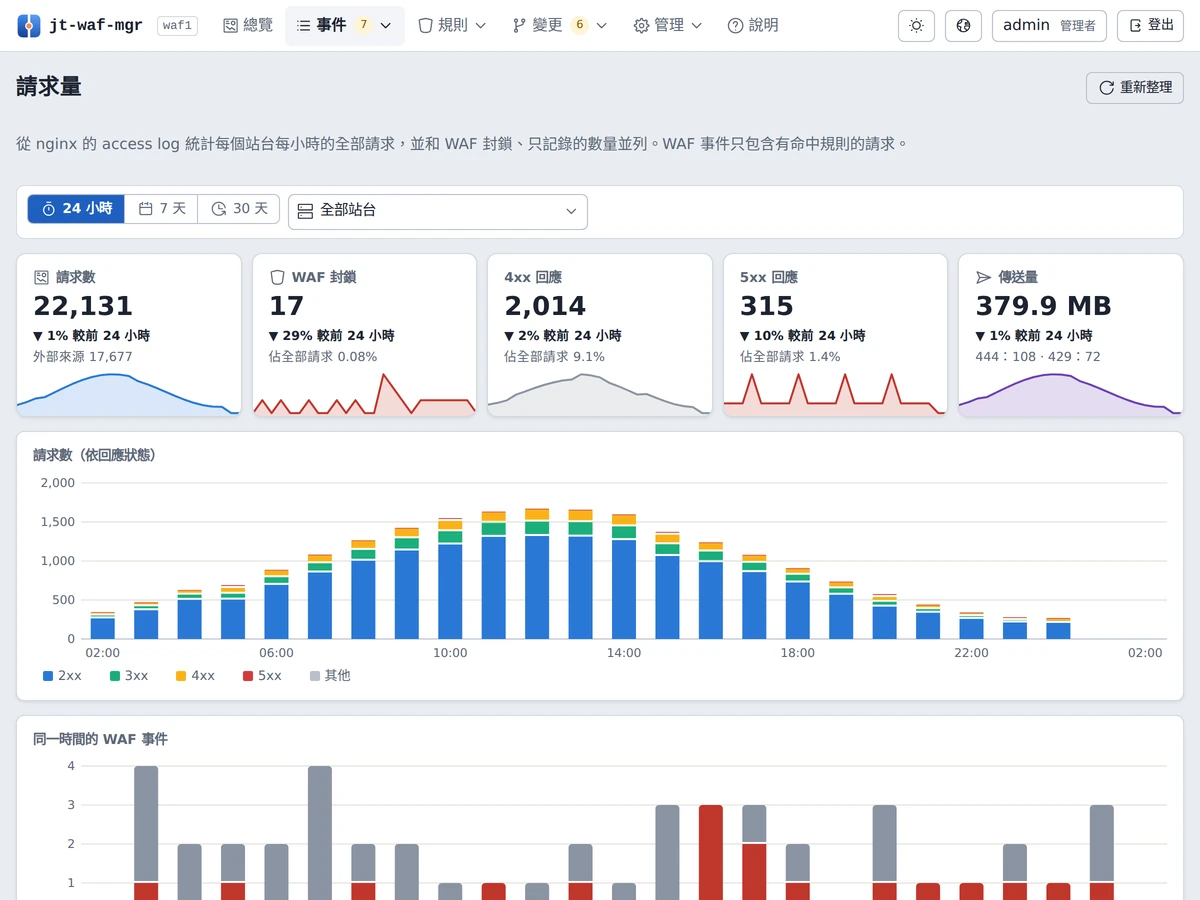 jt-waf-mgr waf1 總覽 事件 7 規則 變更 6 管理 說明 admin 管理者 登出
請求量
重新整理
從 nginx 的 access log 統計每個站台每小時的全部請求，並和 WAF 封鎖、只記錄的數量並列。WAF 事件只包含有命中規則的請求。
24 小時 7 天 30 天 全部站台
請求數
22,131
▼ 1% 較前 24 小時
外部來源 17,677
WAF 封鎖
17
▼ 29% 較前 24 小時
佔全部請求 0.08%
4xx 回應
2,014
▼ 2% 較前 24 小時
佔全部請求 9.1%
5xx 回應
315
▼ 10% 較前 24 小時
佔全部請求 1.4%
傳送量
379.9 MB
▼ 1% 較前 24 小時
444：108 · 429：72
請求數（依回應狀態）
2,000
1,500
1,000
500
0
02:00 06:00 10:00 14:00 18:00 22:00 02:00
2xx 3xx 4xx 5xx 其他
同一時間的 WAF 事件
4
3
2
1